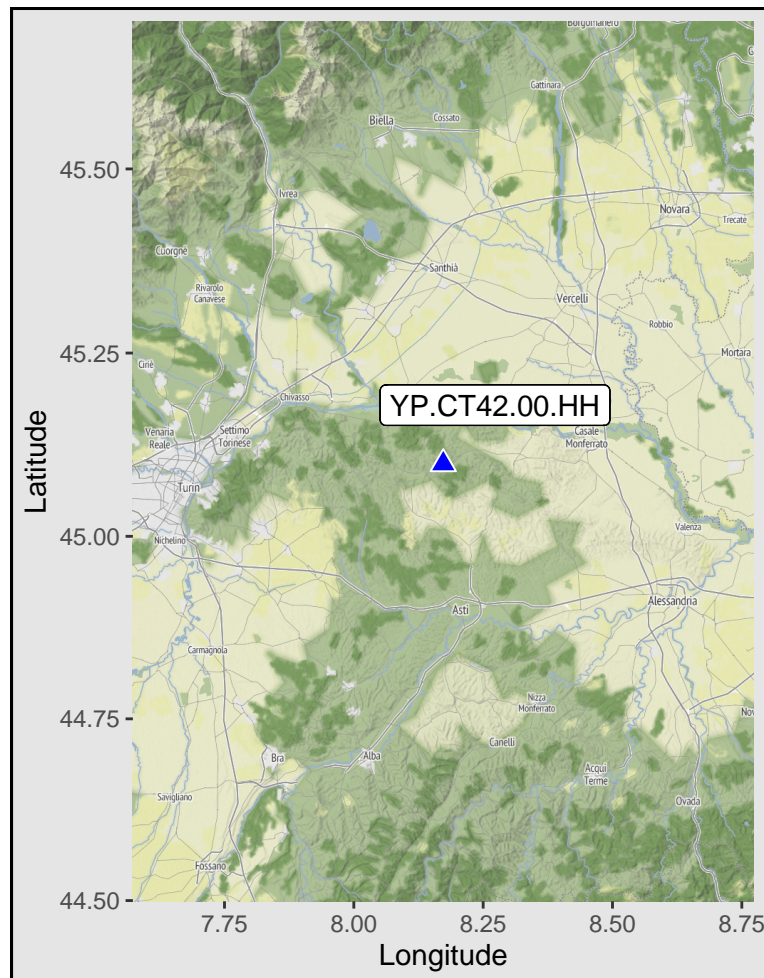 Borgomanero
Gattinara
Biella
Cossato
45.50
Ivrea
Novara
Trecate
Cuorgnè
Santhià
Rivarolo
Canavese
Vercelli
Robbio
45.25
Mortara
Ciriè
Chivasso
YP.CT42.00.HH
Venaria
Reale
Settimo
Torinese
Casale
Monferrato
Latitude
Turin
Valenza
45.00
Nichelino
Asti
Alessandria
Carmagnola
Nizza
Monferrato
44.75
Canelli
Bra
Alba
Acqui
Terme
Savigliano
Ovada
Fossano
44.50
7.75
8.00
8.25
8.50
8.75
Longitude